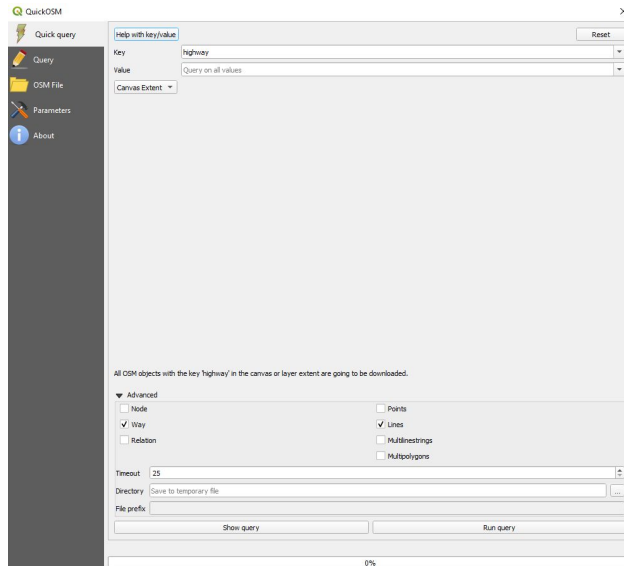 QuickOSM
Quick query
Query
OSM File
Parameters
About
Help with key/value
Reset
Key
highway
Value
Query on all values
Canvas Extent
All OSM objects with the key 'highway' in the canvas or layer extent are going to be downloaded.
Advanced
Node
Points
Way
Lines
Relation
Multilinestrings
Multipolygons
Timeout
25
Directory
Save to temporary file
...
File prefix
Show query
Run query
0%